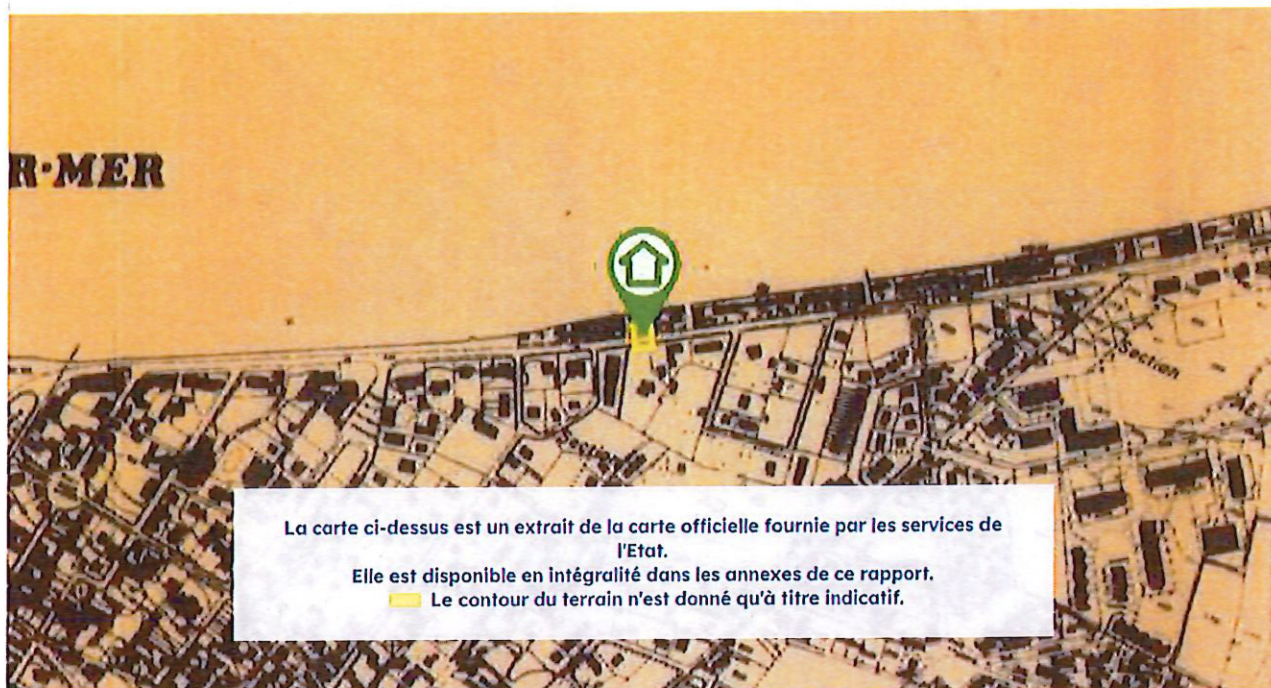 R·MER
Section
Section
La carte ci-dessus est un extrait de la carte officielle fournie par les services de
l'Etat.
Elle est disponible en intégralité dans les annexes de ce rapport.
Le contour du terrain n'est donné qu'à titre indicatif.